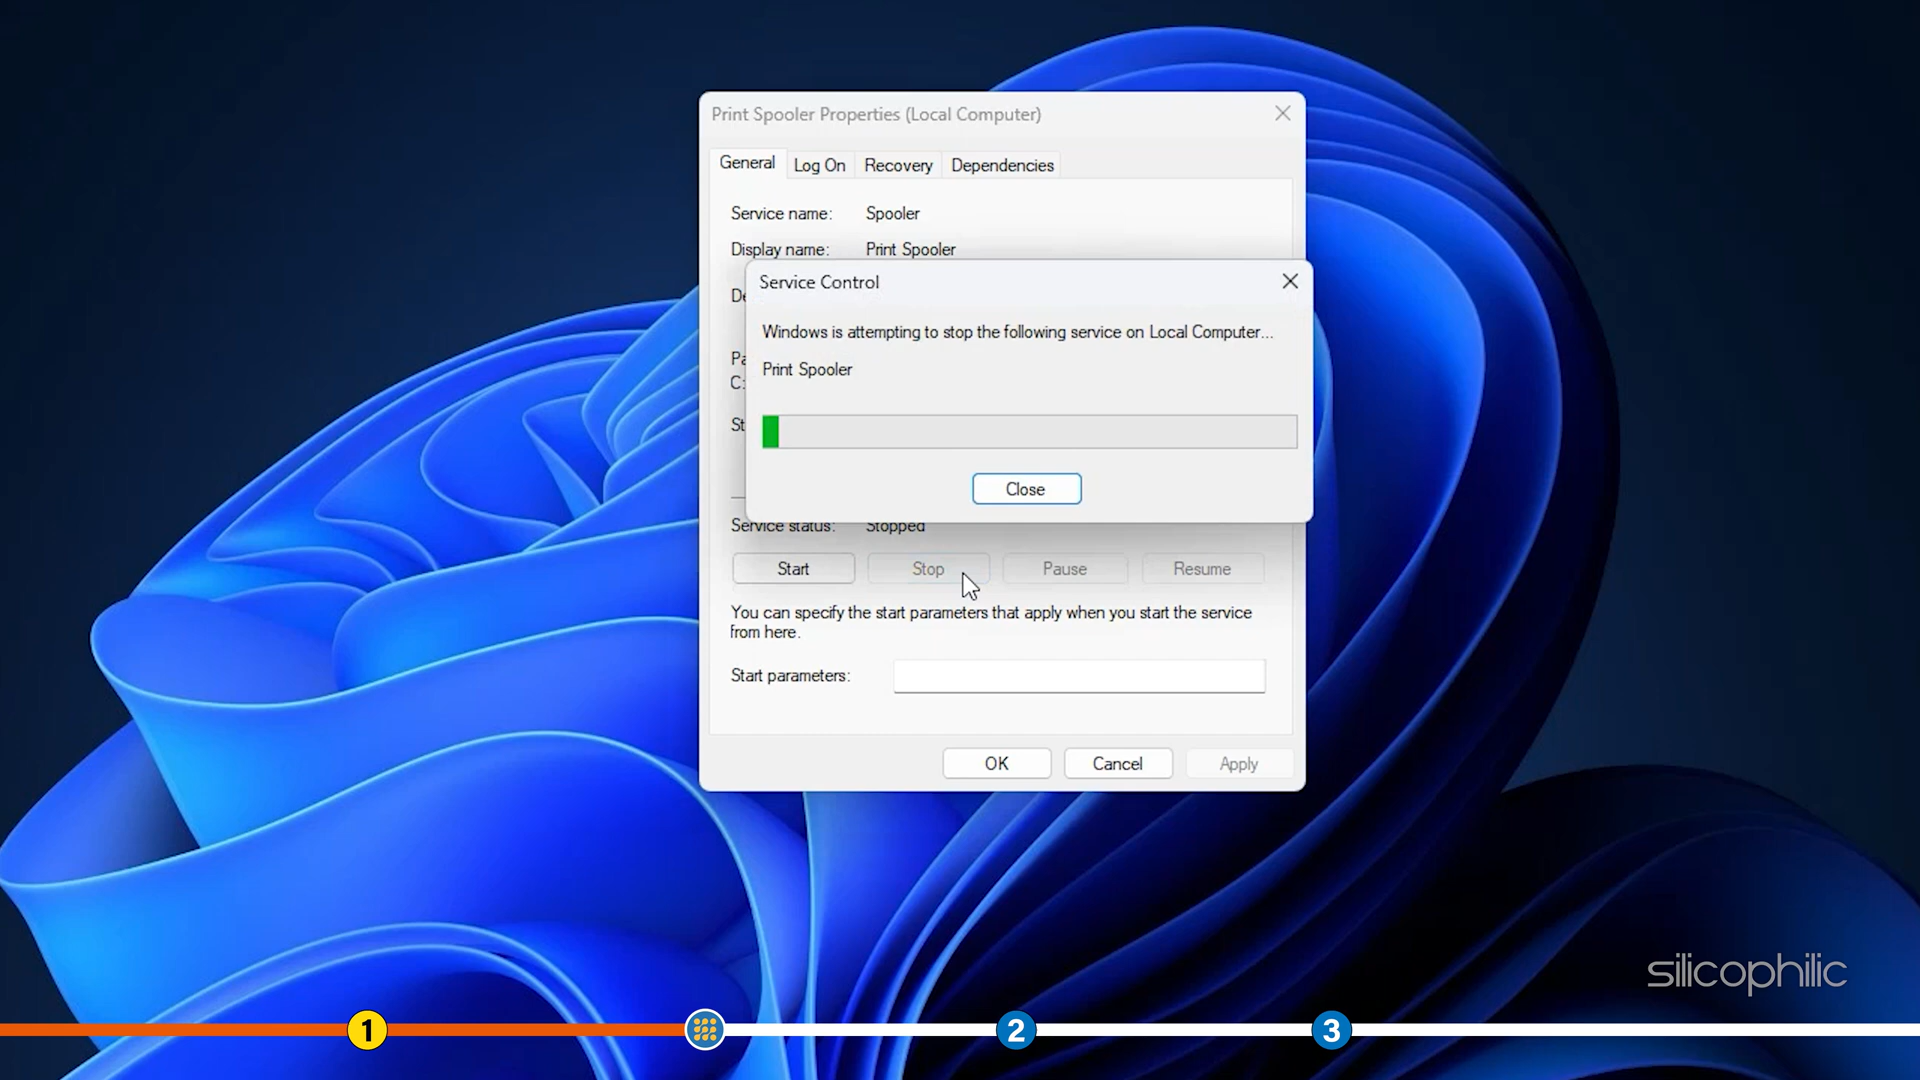 Print Spooler Properties (Local Computer)
General Log On Recovery Dependencies
Service name: Spooler
Display name: Print Spooler
Service Control
Windows is attempting to stop the following service on Local Computer...
Print Spooler
Close
Service status: Stopped
Start Stop Pause Resume
You can specify the start parameters that apply when you start the service
from here.
Start parameters:
OK Cancel Apply
silicophilic
1 2 3